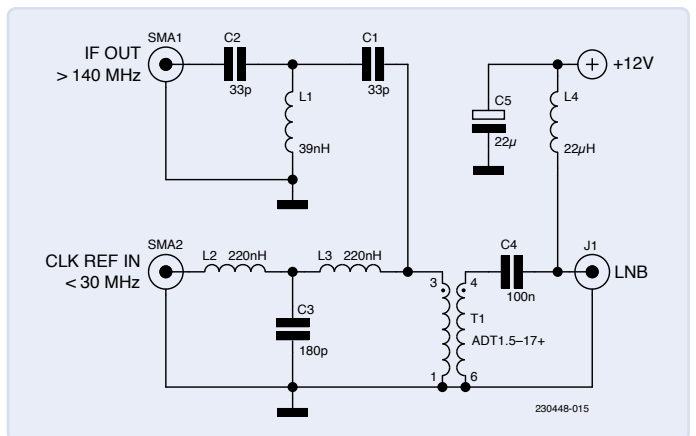 SMA1
C2
C1
IF OUT
> 140 MHz
33p
33p
L1
39nH
+12V
L4
C5
22µ
22µH
SMA2
CLK REF IN
< 30 MHz
L2
220nH
L3
220nH
C3
180p
3
4
T1
ADT1.5–17+
1
6
C4
100n
J1
LNB
230448-015